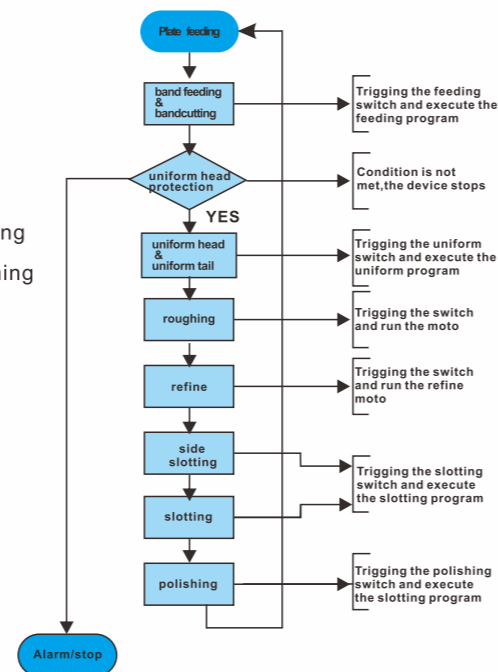 Plate feeding
band feeding
&
bandcutting
Trigging the feeding
switch and execute the
feeding program
uniform head
protection
Condition is not
met,the device stops
YES
ng
uniform head
&
uniform tail
Trigging the uniform
switch and execute the
uniform program
ning
roughing
Trigging the switch
and run the moto
refine
Trigging the switch
and run the refine
moto
side
slotting
Trigging the slotting
switch and execute
the slotting program
slotting
polishing
Trigging the polishing
switch and execute
the slotting program
Alarm/stop